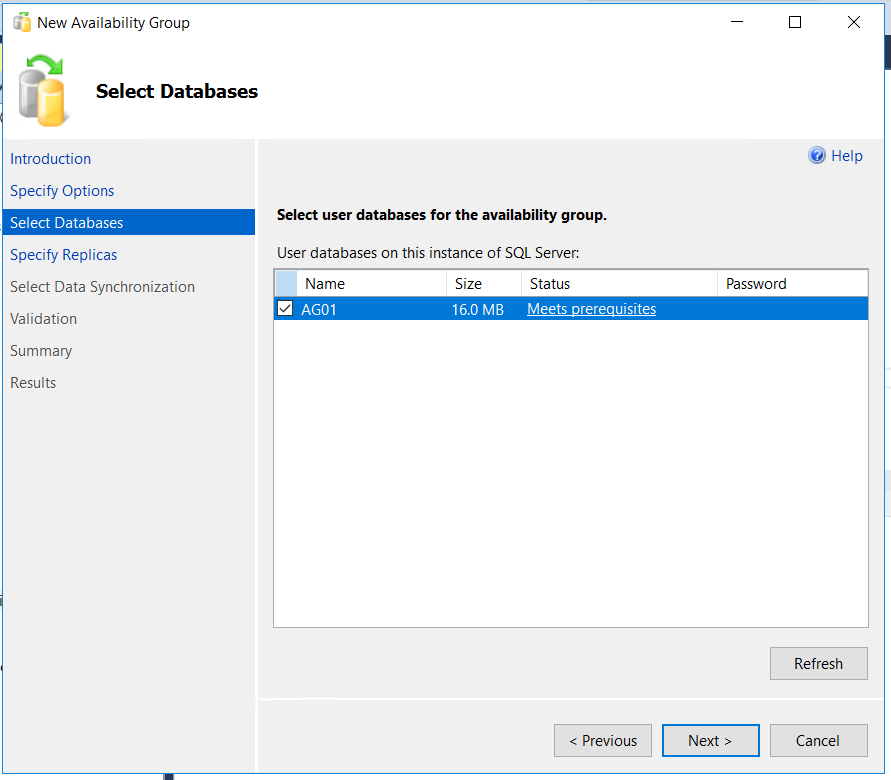 New Availability Group
Select Databases
Introduction
Specify Options
Select Databases
Specify Replicas
Select Data Synchronization
Validation
Summary
Results
Help
Select user databases for the availability group.
User databases on this instance of SQL Server:
Name Size Status Password
AG01 16.0 MB Meets prerequisites
Refresh
< Previous Next > Cancel